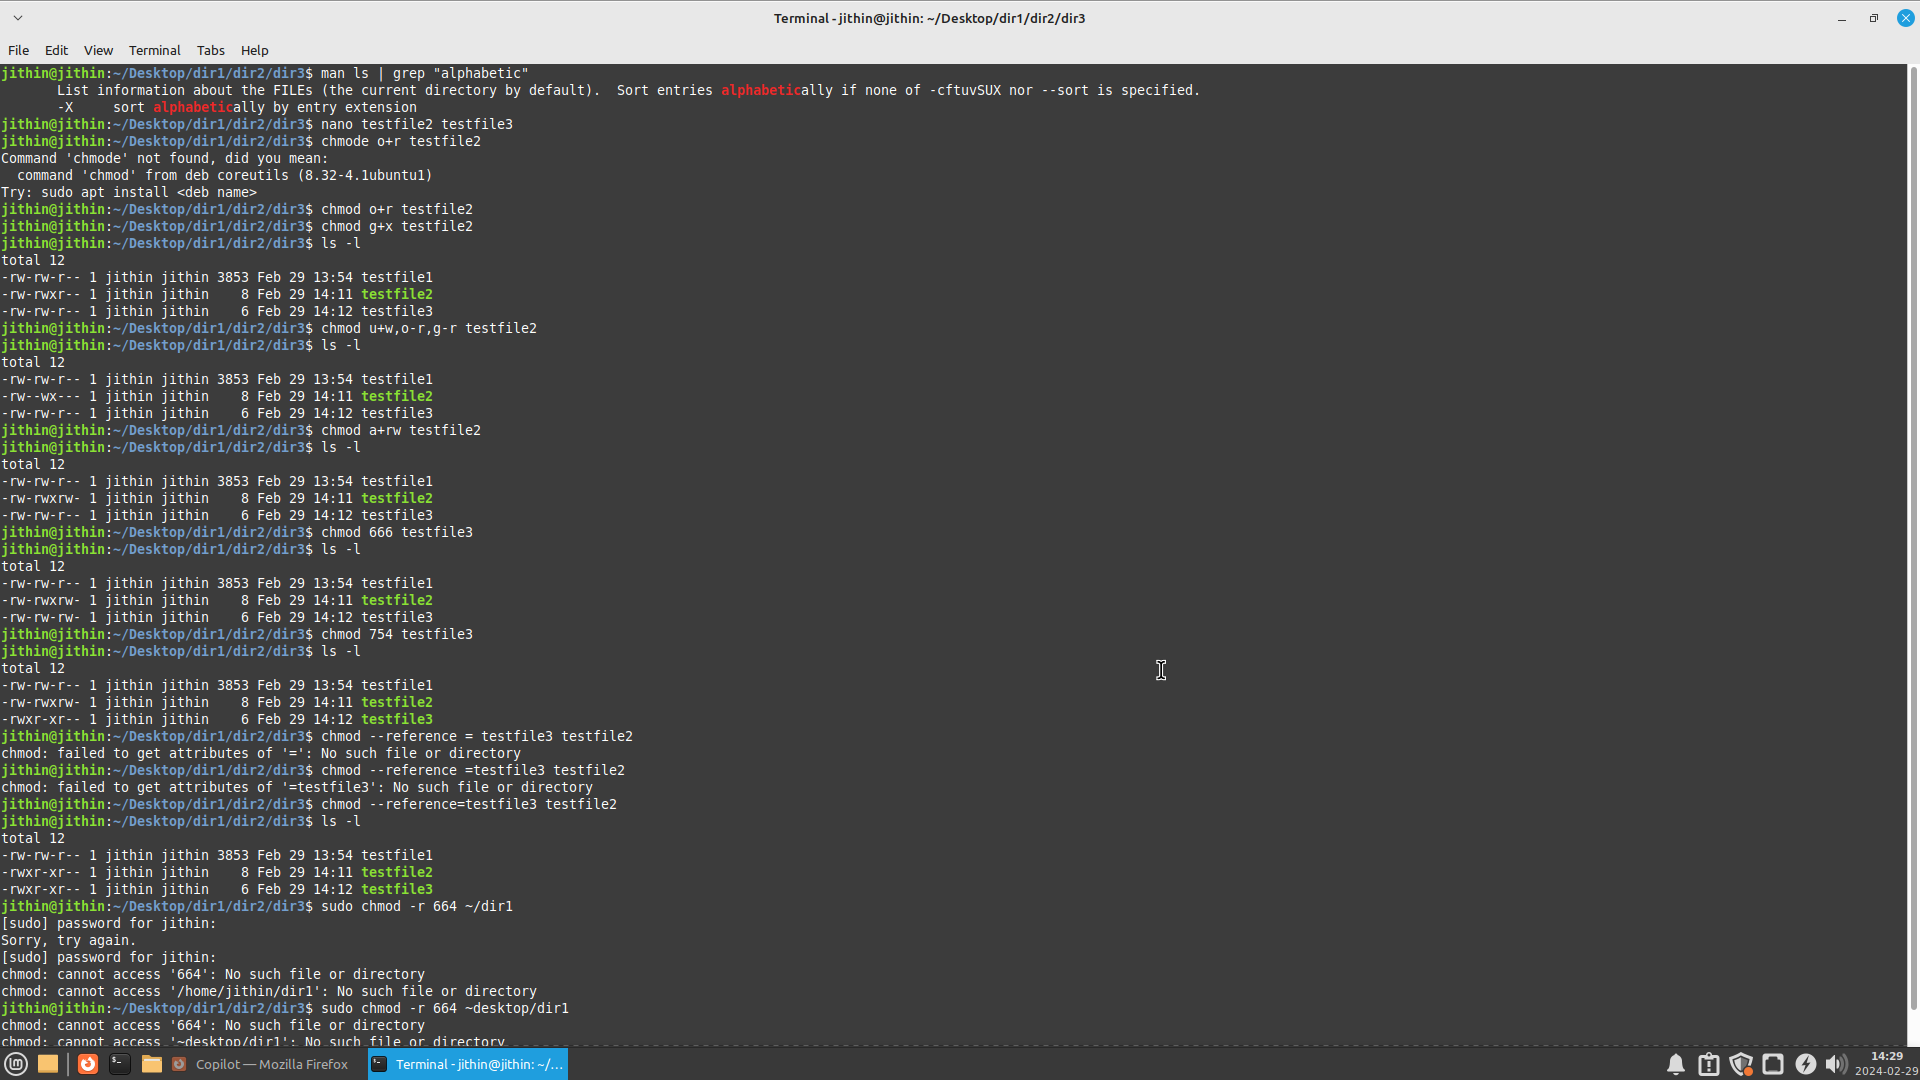 Terminal - jithin@jithin: ~/Desktop/dir1/dir2/dir3
File Edit View Terminal Tabs Help
jithin@jithin:~/Desktop/dir1/dir2/dir3$ man ls | grep "alphabetic"
       List information about the FILEs (the current directory by default).  Sort entries alphabetically if none of -cftuvSUX nor --sort is specified.
       -X     sort alphabetically by entry extension
jithin@jithin:~/Desktop/dir1/dir2/dir3$ nano testfile2 testfile3
jithin@jithin:~/Desktop/dir1/dir2/dir3$ chmode o+r testfile2
Command 'chmode' not found, did you mean:
  command 'chmod' from deb coreutils (8.32-4.1ubuntu1)
Try: sudo apt install <deb name>
jithin@jithin:~/Desktop/dir1/dir2/dir3$ chmod o+r testfile2
jithin@jithin:~/Desktop/dir1/dir2/dir3$ chmod g+x testfile2
jithin@jithin:~/Desktop/dir1/dir2/dir3$ ls -l
total 12
-rw-rw-r-- 1 jithin jithin 3853 Feb 29 13:54 testfile1
-rw-rwxr-- 1 jithin jithin    8 Feb 29 14:11 testfile2
-rw-rw-r-- 1 jithin jithin    6 Feb 29 14:12 testfile3
jithin@jithin:~/Desktop/dir1/dir2/dir3$ chmod u+w,o-r,g-r testfile2
jithin@jithin:~/Desktop/dir1/dir2/dir3$ ls -l
total 12
-rw-rw-r-- 1 jithin jithin 3853 Feb 29 13:54 testfile1
-rw--wx--- 1 jithin jithin    8 Feb 29 14:11 testfile2
-rw-rw-r-- 1 jithin jithin    6 Feb 29 14:12 testfile3
jithin@jithin:~/Desktop/dir1/dir2/dir3$ chmod a+rw testfile2
jithin@jithin:~/Desktop/dir1/dir2/dir3$ ls -l
total 12
-rw-rw-r-- 1 jithin jithin 3853 Feb 29 13:54 testfile1
-rw-rwxrw- 1 jithin jithin    8 Feb 29 14:11 testfile2
-rw-rw-r-- 1 jithin jithin    6 Feb 29 14:12 testfile3
jithin@jithin:~/Desktop/dir1/dir2/dir3$ chmod 666 testfile3
jithin@jithin:~/Desktop/dir1/dir2/dir3$ ls -l
total 12
-rw-rw-r-- 1 jithin jithin 3853 Feb 29 13:54 testfile1
-rw-rwxrw- 1 jithin jithin    8 Feb 29 14:11 testfile2
-rw-rw-rw- 1 jithin jithin    6 Feb 29 14:12 testfile3
jithin@jithin:~/Desktop/dir1/dir2/dir3$ chmod 754 testfile3
jithin@jithin:~/Desktop/dir1/dir2/dir3$ ls -l
total 12
-rw-rw-r-- 1 jithin jithin 3853 Feb 29 13:54 testfile1
-rw-rwxrw- 1 jithin jithin    8 Feb 29 14:11 testfile2
-rwxr-xr-- 1 jithin jithin    6 Feb 29 14:12 testfile3
jithin@jithin:~/Desktop/dir1/dir2/dir3$ chmod --reference = testfile3 testfile2
chmod: failed to get attributes of '=': No such file or directory
jithin@jithin:~/Desktop/dir1/dir2/dir3$ chmod --reference =testfile3 testfile2
chmod: failed to get attributes of '=testfile3': No such file or directory
jithin@jithin:~/Desktop/dir1/dir2/dir3$ chmod --reference=testfile3 testfile2
jithin@jithin:~/Desktop/dir1/dir2/dir3$ ls -l
total 12
-rw-rw-r-- 1 jithin jithin 3853 Feb 29 13:54 testfile1
-rwxr-xr-- 1 jithin jithin    8 Feb 29 14:11 testfile2
-rwxr-xr-- 1 jithin jithin    6 Feb 29 14:12 testfile3
jithin@jithin:~/Desktop/dir1/dir2/dir3$ sudo chmod -r 664 ~/dir1
[sudo] password for jithin:
Sorry, try again.
[sudo] password for jithin:
chmod: cannot access '664': No such file or directory
chmod: cannot access '/home/jithin/dir1': No such file or directory
jithin@jithin:~/Desktop/dir1/dir2/dir3$ sudo chmod -r 664 ~desktop/dir1
chmod: cannot access '664': No such file or directory
chmod: cannot access '~desktop/dir1': No such file or directory
Copilot — Mozilla Firefox
Terminal - jithin@jithin: ~/...
14:29
2024-02-29